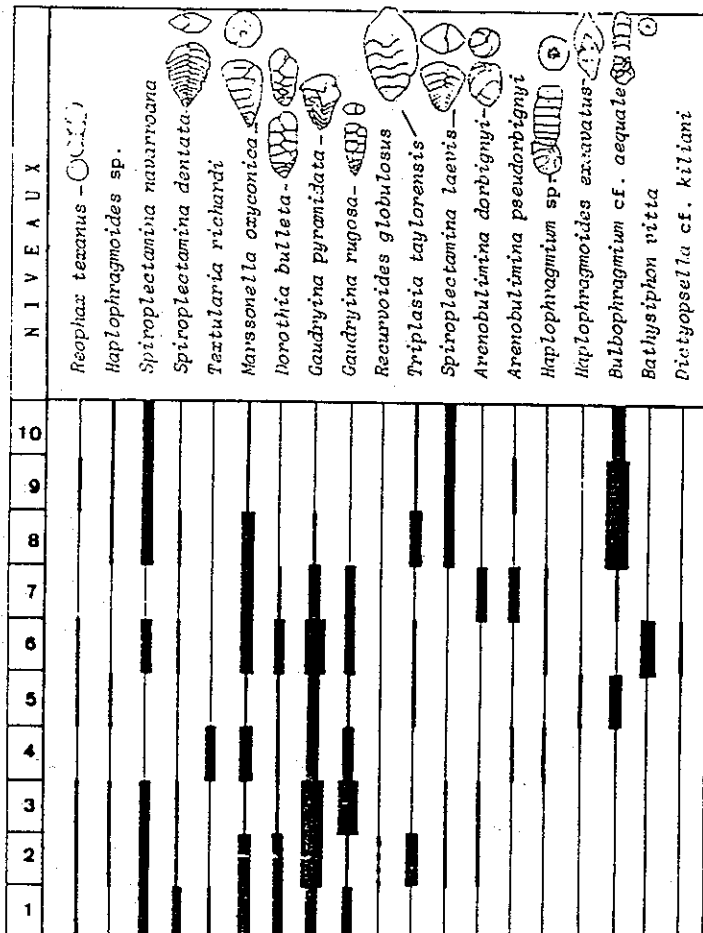 NIVEAUX
Reophax texanus
Haplophragmoides sp.
Spiroplectamina navarroana
Spiroplectamina dentata
Textularia richardi
Marssonella oxyconica
Dorothia bulleta
Gaudryina pyramidata
Gaudryina rugosa
Recurvoides globulosus
Triplasia taylorensis
Spiroplectamina laevis
Arenobulimina dorbignyi
Arenobulimina pseudorbignyi
Haplophragmium sp.
Haplophragmoides excavatus
Bulbophragmium cf. aequale
Bathysiphon vitta
Dictyopsella cf. kiliani
10
9
8
7
6
5
4
3
2
1